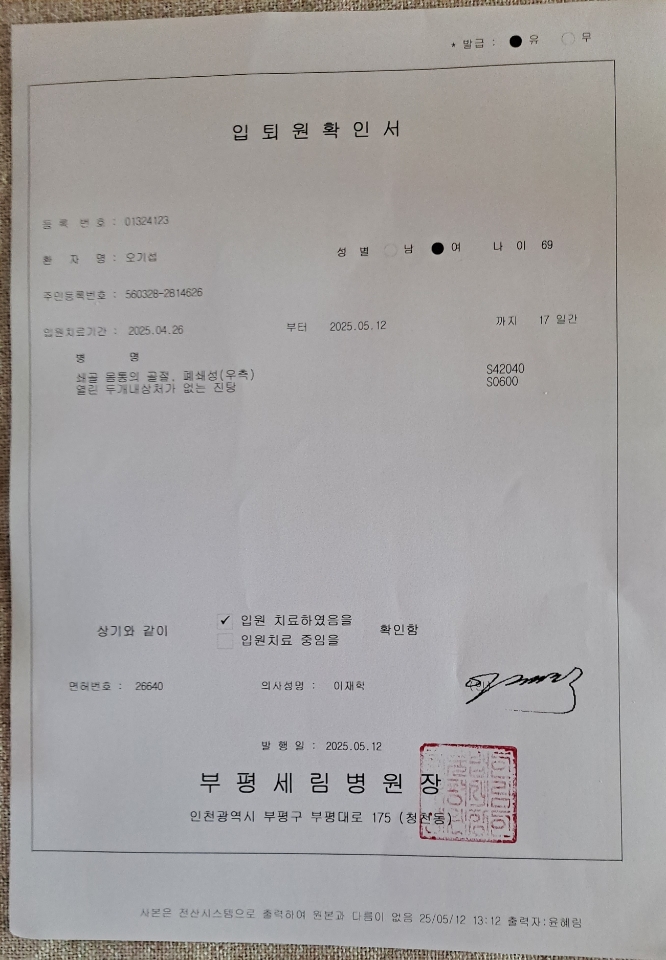 * 발급 : ● 유 ○ 무
입 퇴 원 확 인 서
등 록 번 호 : 01324123
환 자 명 : 오기섭 성 별 ○ 남 ● 여 나 이 69
주민등록번호 : 560328-2814626
입원치료기간 : 2025.04.26 부터 2025.05.12 까지 17 일간
병 명
쇄골 몸통의 골절, 폐쇄성(우측) S42040
열린 두개내상처가 없는 진탕 S0600
상기와 같이 ✓ 입원 치료하였음을 확인함
입원치료 중임을
면허번호 : 26640 의사성명 : 이재학
발 행 일 : 2025.05.12
부 평 세 림 병 원 장
인천광역시 부평구 부평대로 175 (청천동)
사본은 전산시스템으로 출력하여 원본과 다름이 없음 25/05/12 13:12 출력자:윤혜림